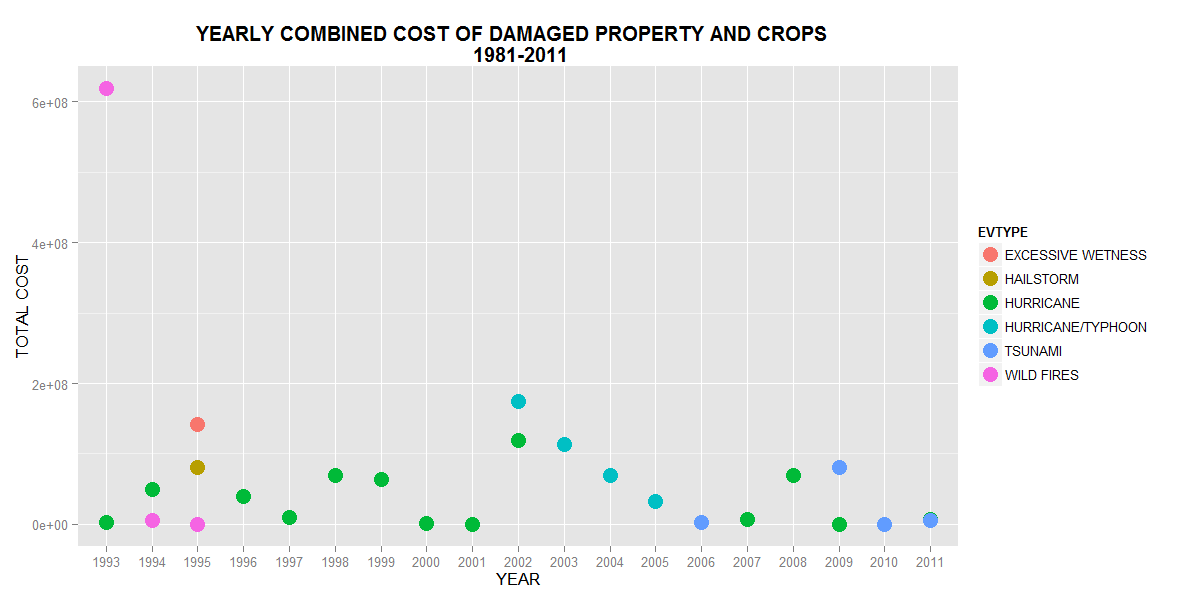 YEARLY COMBINED COST OF DAMAGED PROPERTY AND CROPS
1981-2011
6e+08
4e+08
2e+08
0e+00
TOTAL COST
1993 1994 1995 1996 1997 1998 1999 2000 2001 2002 2003 2004 2005 2006 2007 2008 2009 2010 2011
YEAR
EVTYPE
EXCESSIVE WETNESS
HAILSTORM
HURRICANE
HURRICANE/TYPHOON
TSUNAMI
WILD FIRES